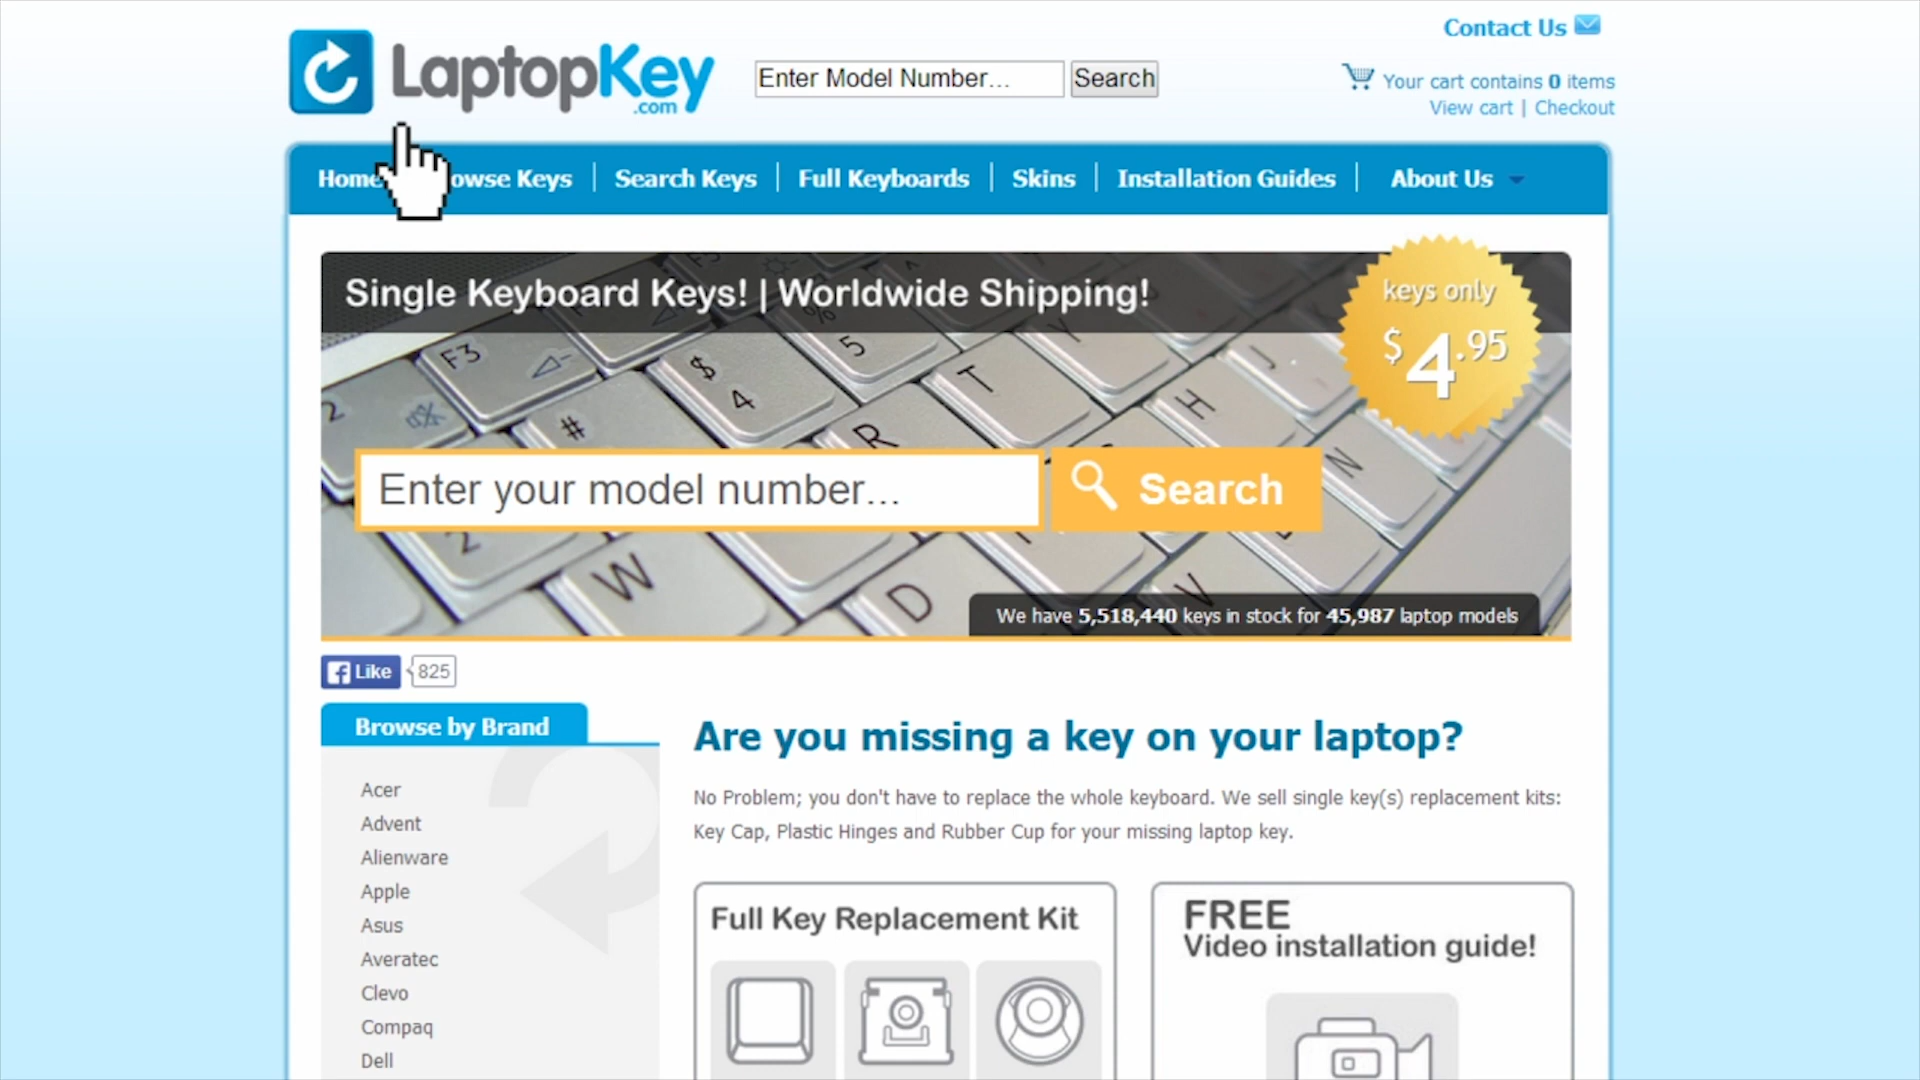 Contact Us
LaptopKey
.com
Enter Model Number... Search
Your cart contains 0 items
View cart | Checkout
Home
Keys
Search Keys
Full Keyboards
Skins
Installation Guides
About Us
Single Keyboard Keys! | Worldwide Shipping!
keys only
$ 4.95
F3
5
$
4
T
J
H
2
#
R
N
Enter your model number...
Search
2
W
D
V
We have 5,518,440 keys in stock for 45,987 laptop models
Like 825
Browse by Brand
Acer
Advent
Alienware
Apple
Asus
Averatec
Clevo
Compaq
Dell
Are you missing a key on your laptop?
No Problem; you don't have to replace the whole keyboard. We sell single key(s) replacement kits:
Key Cap, Plastic Hinges and Rubber Cup for your missing laptop key.
Full Key Replacement Kit
FREE
Video installation guide!